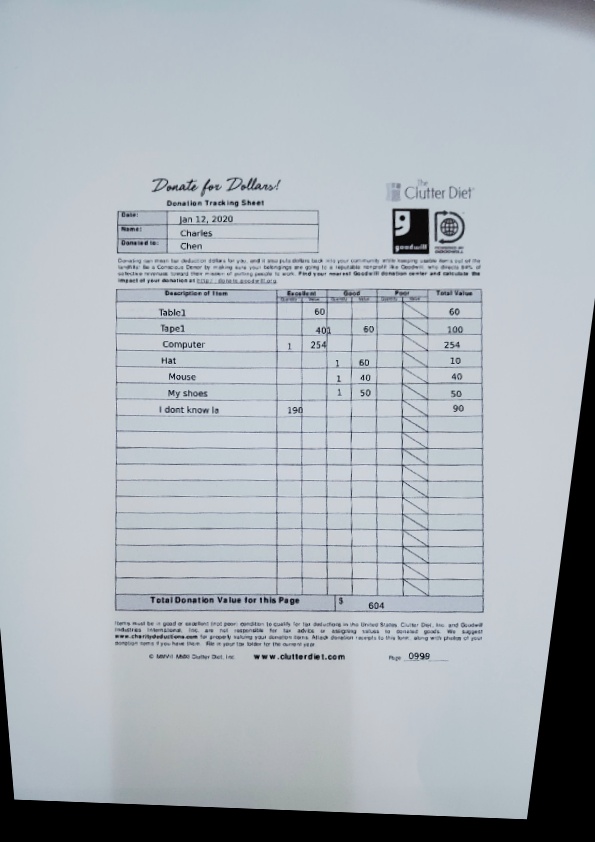 Donate for Dollars!
The
Clutter Diet®
Donation Tracking Sheet
Date: Jan 12, 2020
Name: Charles
Donated to: Chen
goodwill
Donating can mean tax deduction dollars for you, and it also puts dollars back into your community while keeping usable items out of the
landfills! Be a Conscious Donor by making sure your belongings are going to a reputable nonprofit like Goodwill, who directs 84% of
collective revenues toward their mission of putting people to work. Find your nearest Goodwill donation center and calculate the
impact of your donation at http://donate.goodwill.org
Description of Item Excellent Good Poor Total Value
Quantity Value Quantity Value Quantity Value
Table1 60 60
Tape1 401 60 100
Computer 1 254 254
Hat 1 60 10
Mouse 1 40 40
My shoes 1 50 50
I dont know la 190 90
Total Donation Value for this Page $ 604
Items must be in good or excellent (not poor) condition to qualify for tax deductions in the United States. Clutter Diet, Inc. and Goodwill
Industries International, Inc. are not responsible for tax advice or assigning values to donated goods. We suggest
www.charitydeductions.com for properly valuing your donation items. Attach donation receipts to this form, along with photos of your
donation items if you have them. File in your tax folder for the current year.
Clutter Diet, Inc. www.clutterdiet.com Page 0999